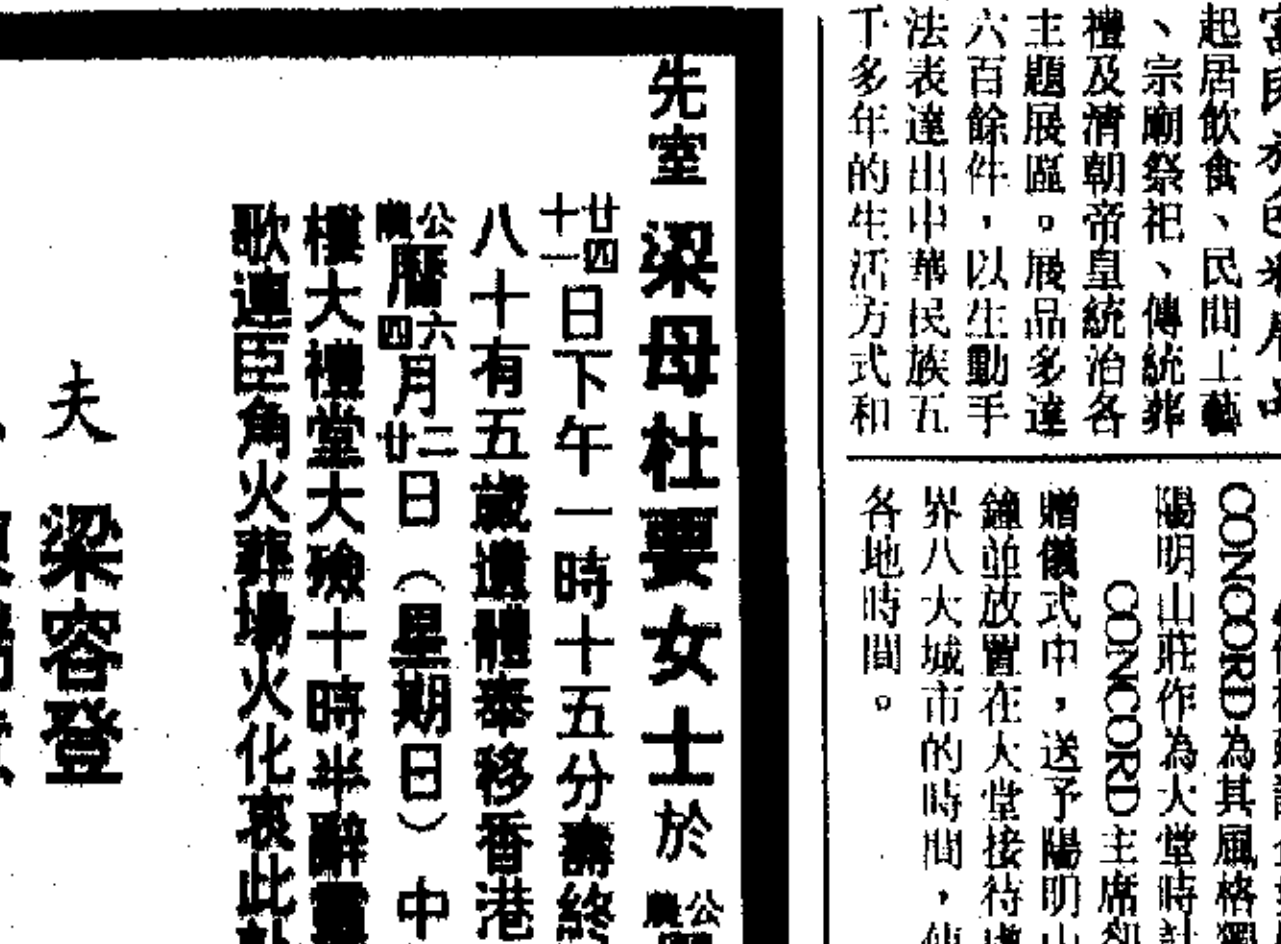 起居飲食、民間工藝
、宗廟祭祀、傳統葬
禮及清朝帝皇統治各
主題展區。展品多達
六百餘件，以生動手
法表達出中華民族五
千多年的生活方式和
CONCORD為其風格獨
陽明山莊作為大堂時計
CONCORD主席
贈儀式中，送予陽明山
鐘並放置在大堂接待處
界八大城市的時間，使
各地時間。
先室 梁母杜要女士於 公農
廿四十一日下午一時十五分壽終
八十有五歲遺體奉移香港
公農曆六四月二廿日（星期日）中
樓大禮堂大殮十時半辭靈
歌連臣角火葬場火化哀此訃
夫 梁容登